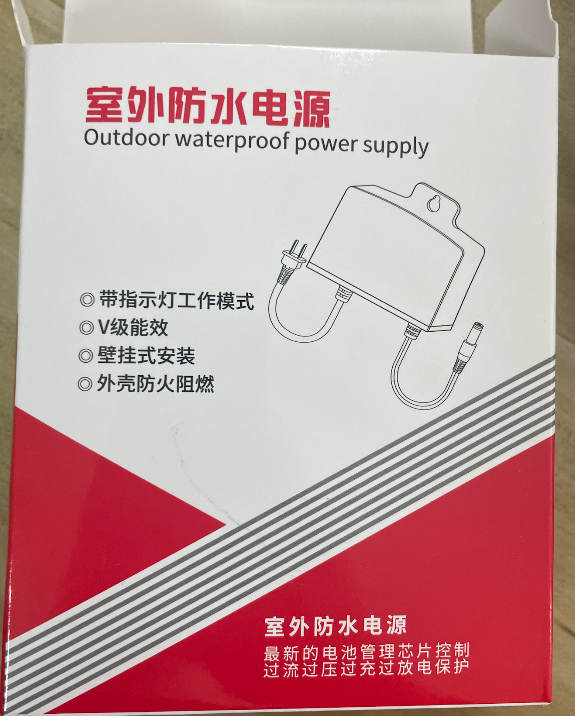 室外防水电源
Outdoor waterproof power supply
◎ 带指示灯工作模式
◎ V级能效
◎ 壁挂式安装
◎ 外壳防火阻燃
室外防水电源
最新的电池管理芯片控制
过流过压过充过放电保护